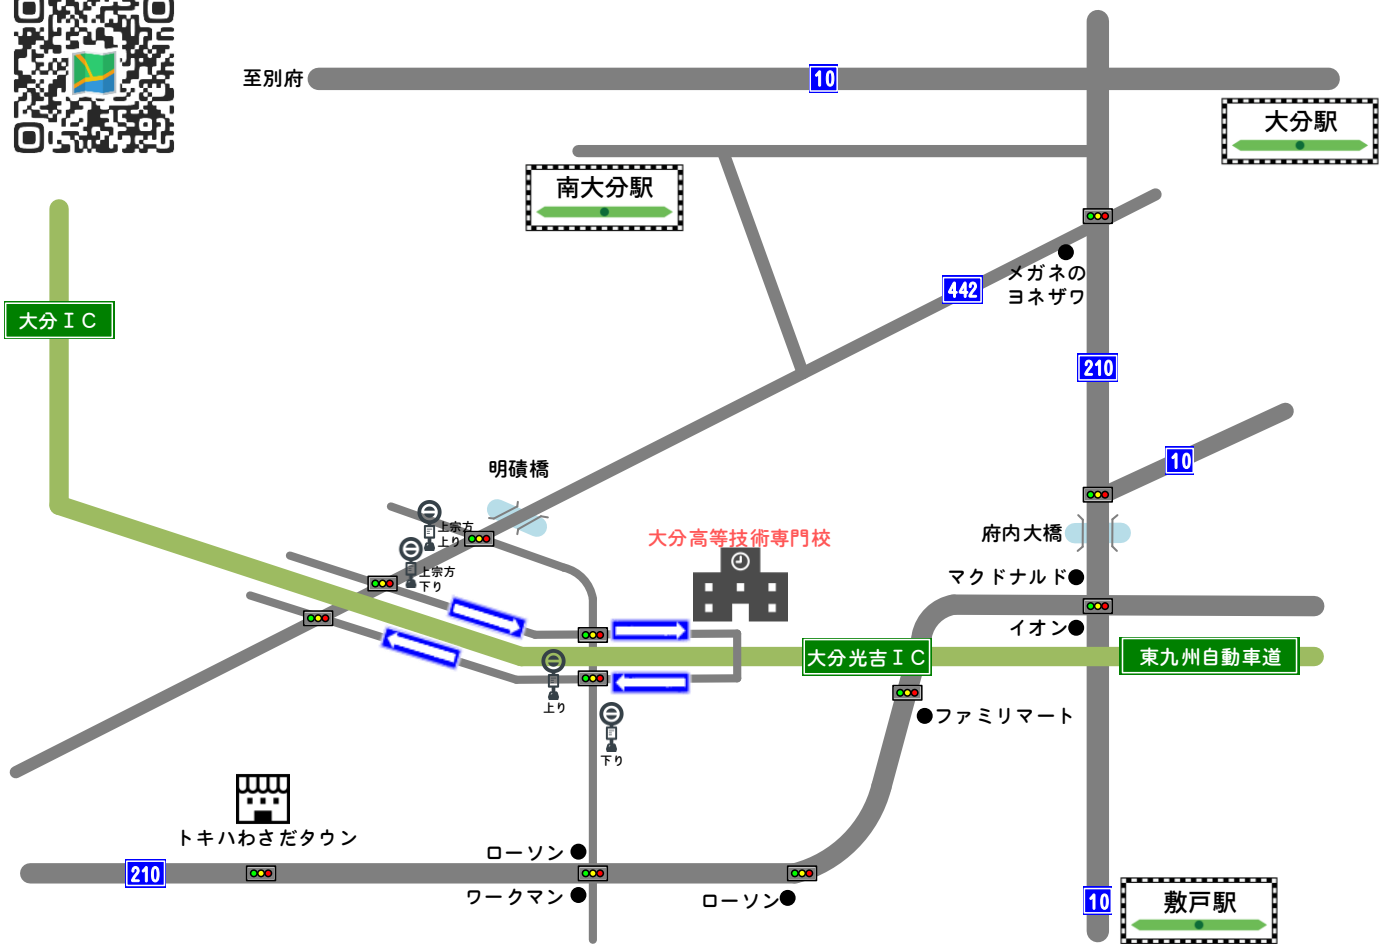 至別府
10
大分駅
南大分駅
メガネの
ヨネザワ
442
大分ＩＣ
210
10
明磧橋
上宗方
上り
上宗方
下り
大分高等技術専門校
府内大橋
マクドナルド
イオン
大分光吉ＩＣ
東九州自動車道
上り
下り
ファミリマート
トキハわさだタウン
ローソン
210
ワークマン
ローソン
10
敷戸駅